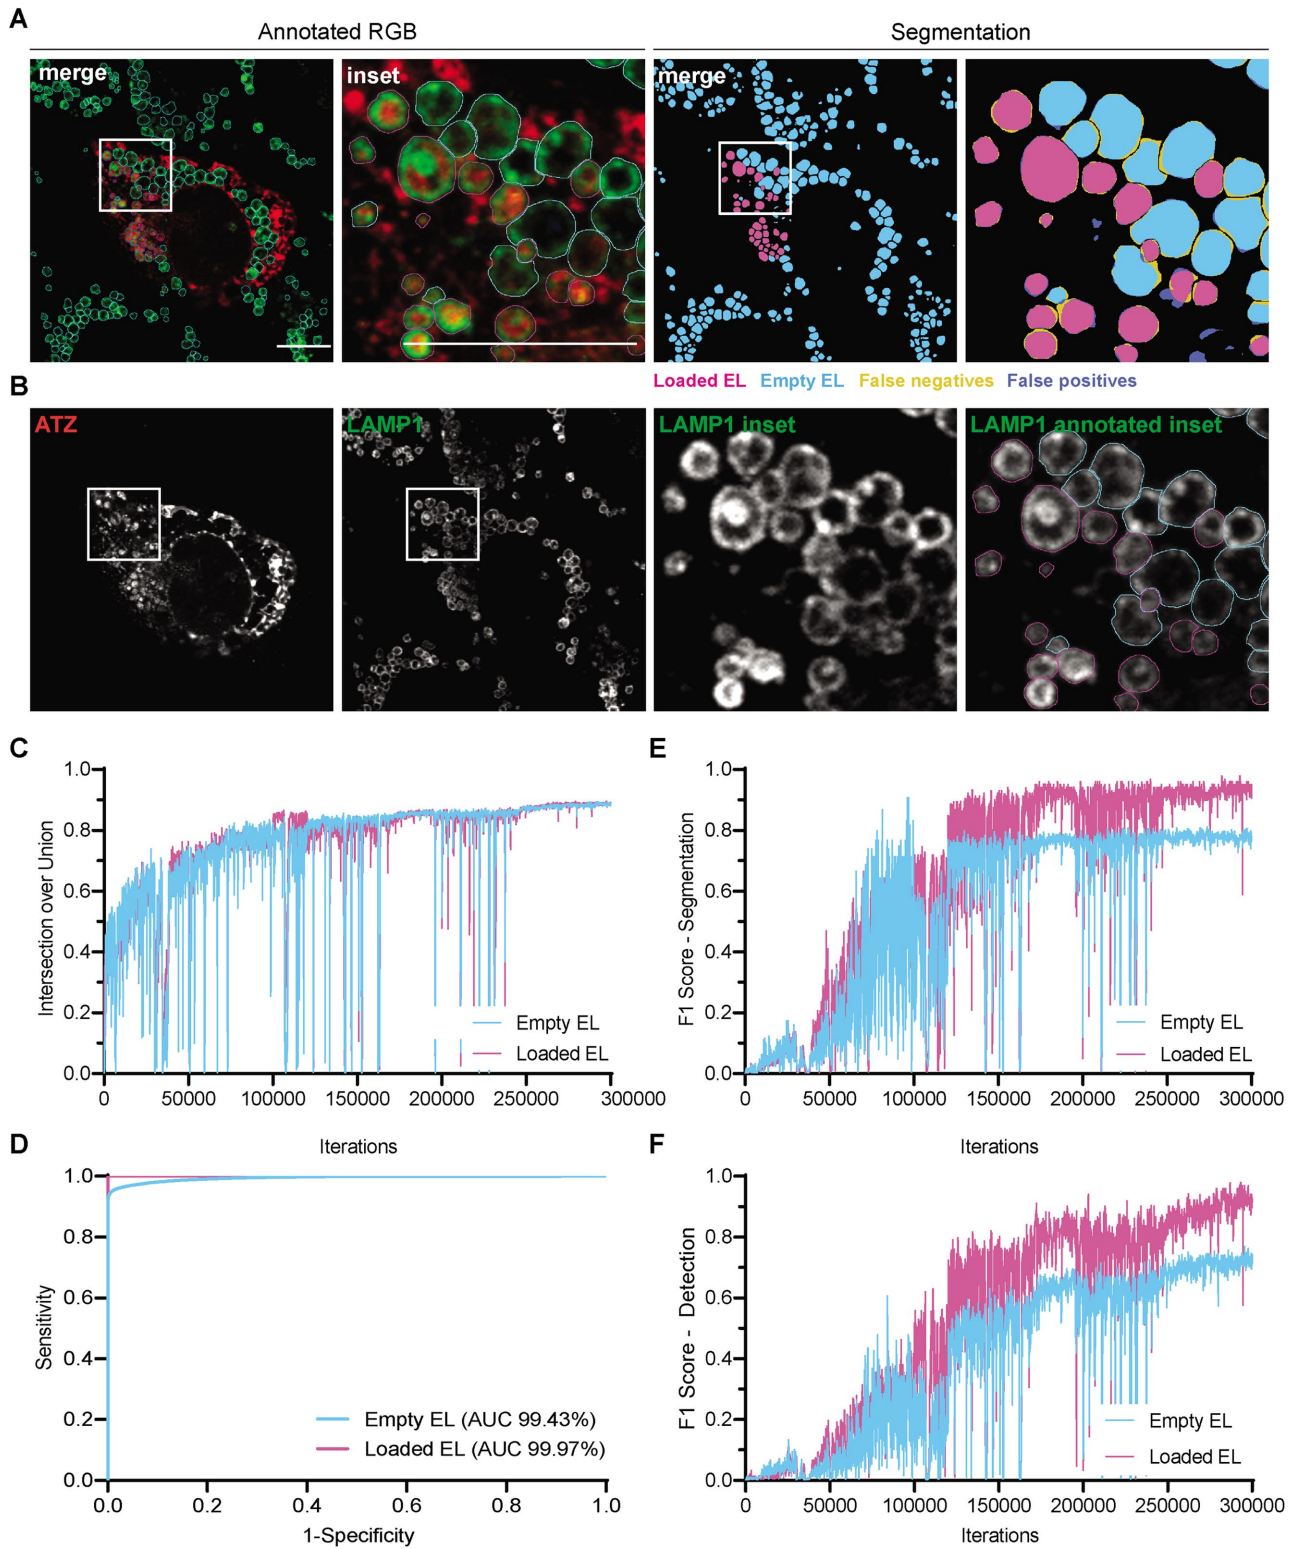 A
Annotated RGB
Segmentation
merge
inset
merge
Loaded EL Empty EL False negatives False positives
B
ATZ
LAMP1
LAMP1 inset
LAMP1 annotated inset
C
Intersection over Union
1.0
0.8
0.6
0.4
0.2
0.0
Empty EL
Loaded EL
0 50000 100000 150000 200000 250000 300000
Iterations
E
F1 Score - Segmentation
1.0
0.8
0.6
0.4
0.2
0.0
Empty EL
Loaded EL
0 50000 100000 150000 200000 250000 300000
Iterations
D
Sensitivity
1.0
0.8
0.6
0.4
0.2
0.0
Empty EL (AUC 99.43%)
Loaded EL (AUC 99.97%)
0.0 0.2 0.4 0.6 0.8 1.0
1-Specificity
F
F1 Score - Detection
1.0
0.8
0.6
0.4
0.2
0.0
Empty EL
Loaded EL
0 50000 100000 150000 200000 250000 300000
Iterations